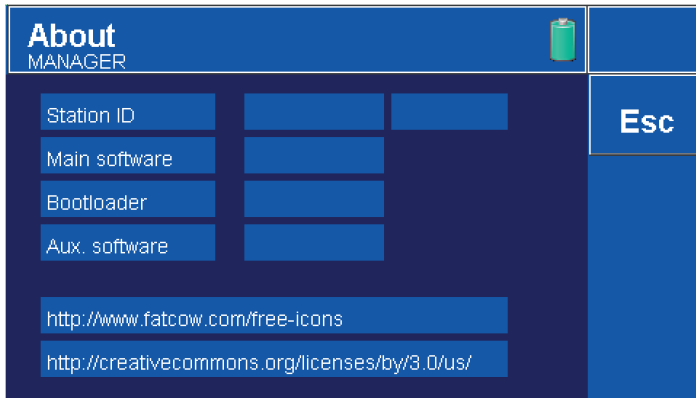 About
MANAGER
Esc
Station ID
Main software
Bootloader
Aux. software
http://www.fatcow.com/free-icons
http://creativecommons.org/licenses/by/3.0/us/